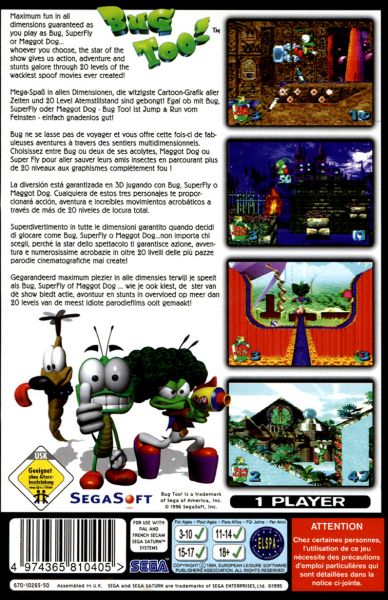 Maximum fun in all
dimensions guaranteed as
you play as Bug, SuperFly
or Maggot Dog...
whoever you choose, the star of the
show gives us action, adventure and
stunts galore through 20 levels of the
wackiest spoof movies ever created!
BUG TOO!™
Mega-Spaß in allen Dimensionen, die witzigste Cartoon-Grafik aller
Zeiten und 20 Level Atemstillstand sind gebongt! Egal ob mit Bug,
SuperFly oder Maggot Dog - Bug Too! ist Jump & Run vom
Feinsten - einfach gnadenlos gut!
Bug ne se lasse pas de voyager et vous offre cette fois-ci de fab-
uleuses aventures à travers des sentiers multidimensionnels.
Choisissez entre Bug ou deux de ses acolytes, Maggot Dog ou
Super Fly pour aller sauver leurs amis insectes en parcourant plus
de 20 niveaux aux graphismes complètement fou !
La diversión está garantizada en 3D jugando con Bug, SuperFly o
Maggot Dog. Cualquiera de estos tres personajes te propor-
cionará acción, aventura e increíbles movimientos acrobáticos a
través de más de 20 niveles de locura total.
Superdivertimento in tutte le dimensioni garantito quando decidi
di giocare come Bug, SuperFly o Maggot Dog...non importa chi
scegli, perché la star dello spettacolo ti garantisce azione, avven-
tura e numerosissime acrobazie in oltre 20 livelli delle più pazze
parodie cinematografiche mai create!
Gegarandeerd maximum plezier in alle dimensies terwijl je speelt
als Bug, SuperFly of Maggot Dog ... wie je ook kiest, de ster van
de show biedt actie, avontuur en stunts in overvloed op meer dan
20 levels van de meest idiote parodiefilms ooit gemaakt!
USK
Geeignet
ohne Alters-
beschränkung
SEGASOFT
Bug Too! is a trademark
of Sega of America, Inc.
© 1996 SEGASOFT
1 PLAYER
4 974365 810405 >
FOR USE WITH
PAL AND
FRENCH SECAM
SEGA SATURN™
SYSTEMS
SEGA
For Ages - Pour Ages - Para Años - Für Jahre - Per Anni
3-10 ✓ 11-14 ✓
15-17 ✓ 18+ ✓
ELSPA
COPYRIGHT © 1994, EUROPEAN LEISURE SOFTWARE
PUBLISHERS ASSOCIATION. ALL RIGHTS RESERVED.
ATTENTION
Chez certaines personnes,
l'utilisation de ce jeu
nécessite des précautions
d'emploi particulières qui
sont détaillées dans la
notice ci-jointe.
670-10265-50
Assembled in U.K. SEGA AND SEGA SATURN are trademarks of SEGA ENTERPRISES, LTD. ©1995